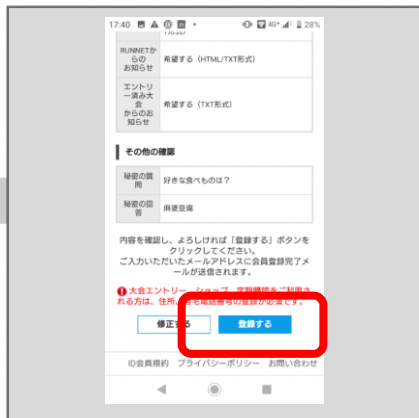 17:40
4G+
28%
RUNNETか
らの
お知らせ
希望する（HTML/TXT形式）
エントリ
ー済み大
会
からのお
知らせ
希望する（TXT形式）
その他の確認
秘密の質
問
好きな食べものは？
秘密の回
答
麻婆豆腐
内容を確認し、よろしければ「登録する」ボタンを
クリックしてください。
ご入力いただいたメールアドレスに会員登録完了メ
ールが送信されます。
大会エントリー、ショップ、定期購読をご利用さ
れる方は、住所、自宅電話番号の登録が必須です。
修正する
登録する
ID会員規約 プライバシーポリシー お問い合わせ